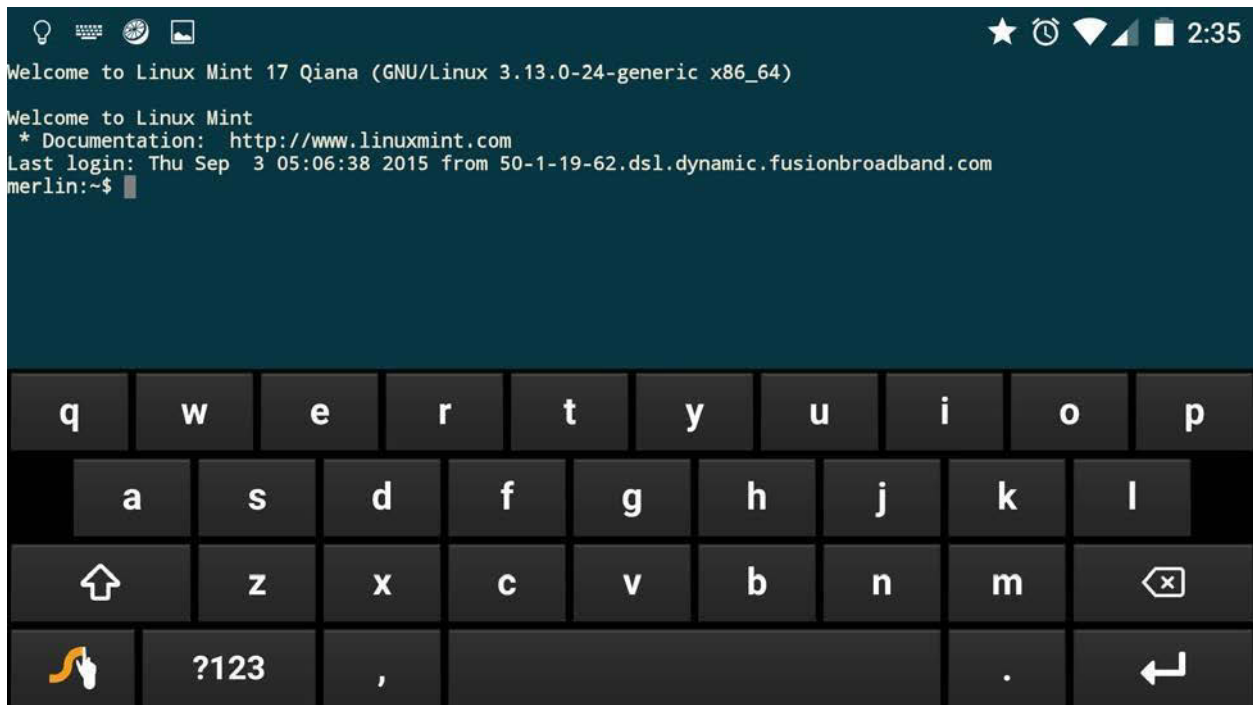 2:35
Welcome to Linux Mint 17 Qiana (GNU/Linux 3.13.0-24-generic x86_64)
Welcome to Linux Mint
 * Documentation:  http://www.linuxmint.com
Last login: Thu Sep  3 05:06:38 2015 from 50-1-19-62.dsl.dynamic.fusionbroadband.com
merlin:~$
q w e r t y u i o p
a s d f g h j k l
z x c v b n m
?123 , .